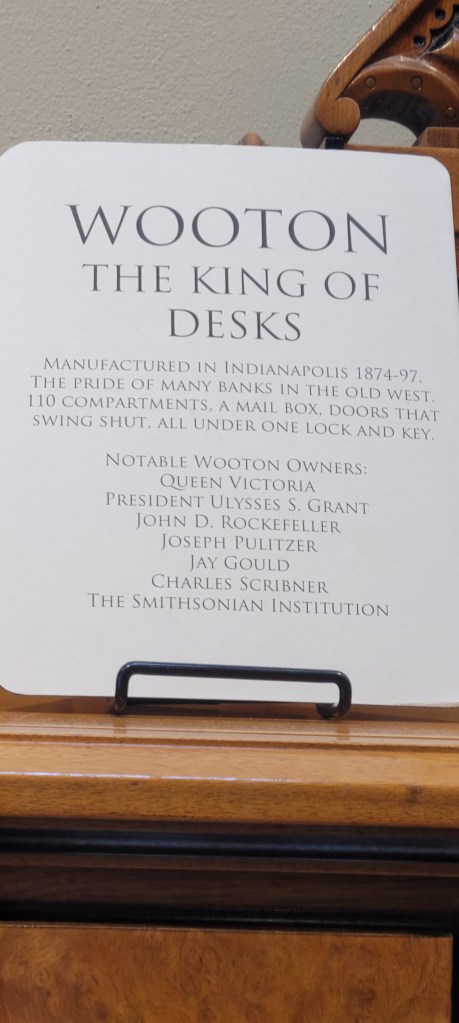 WOOTON
THE KING OF
DESKS
MANUFACTURED IN INDIANAPOLIS 1874-97.
THE PRIDE OF MANY BANKS IN THE OLD WEST.
110 COMPARTMENTS, A MAIL BOX, DOORS THAT
SWING SHUT, ALL UNDER ONE LOCK AND KEY.
NOTABLE WOOTON OWNERS:
QUEEN VICTORIA
PRESIDENT ULYSSES S. GRANT
JOHN D. ROCKEFELLER
JOSEPH PULITZER
JAY GOULD
CHARLES SCRIBNER
THE SMITHSONIAN INSTITUTION